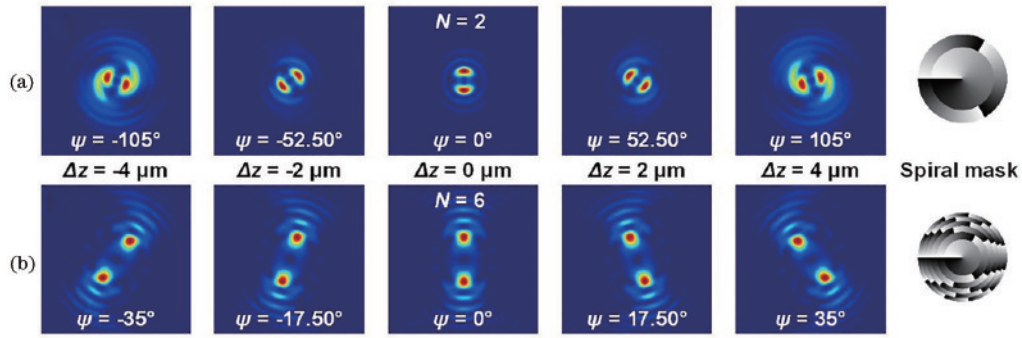 (a)
N = 2
ψ = -105°
ψ = -52.50°
ψ = 0°
ψ = 52.50°
ψ = 105°
Δz = -4 μm
Δz = -2 μm
Δz = 0 μm
Δz = 2 μm
Δz = 4 μm
Spiral mask
(b)
N = 6
ψ = -35°
ψ = -17.50°
ψ = 0°
ψ = 17.50°
ψ = 35°